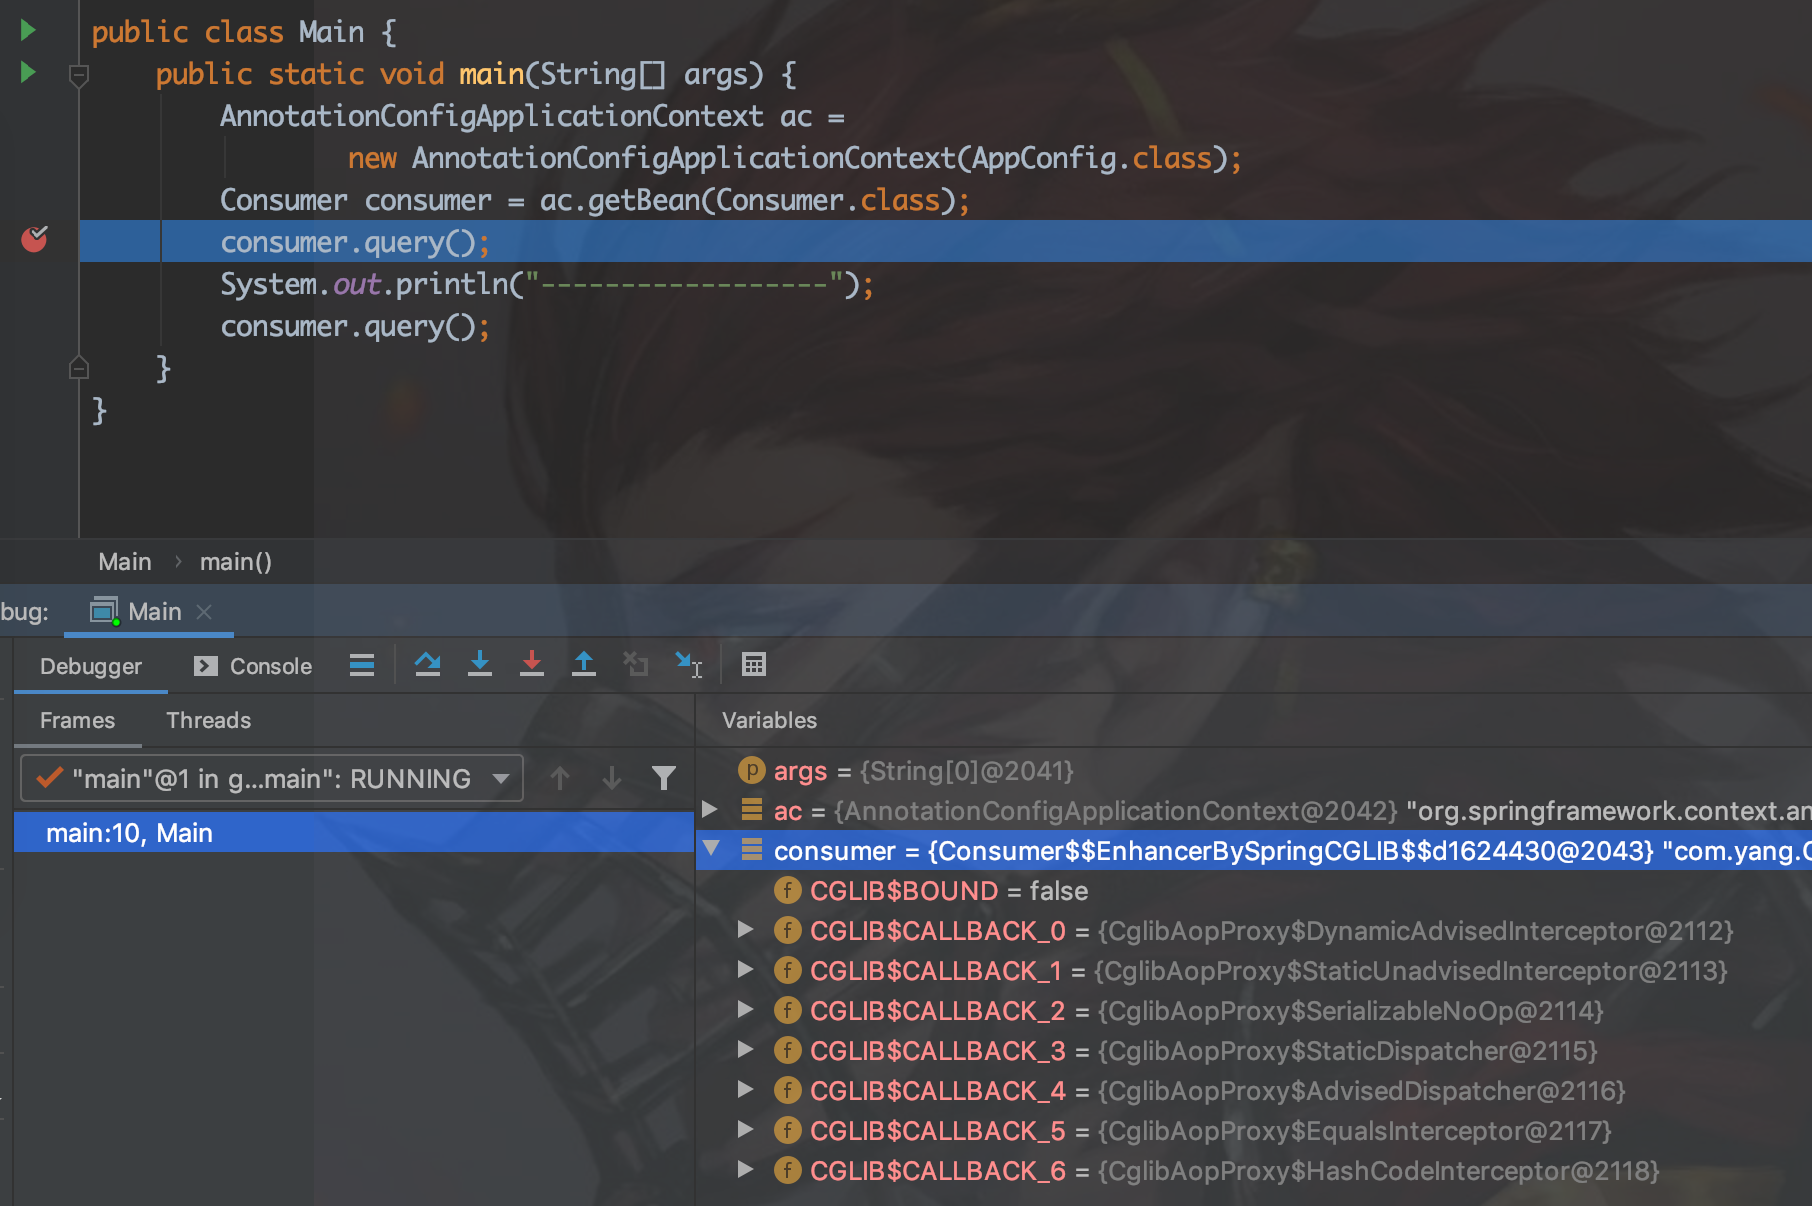 public class Main {
public static void main(String[] args) {
AnnotationConfigApplicationContext ac =
new AnnotationConfigApplicationContext(AppConfig.class);
Consumer consumer = ac.getBean(Consumer.class);
consumer.query();
System.out.println("------------------");
consumer.query();
}
}
Main › main()
bug: Main ×
Debugger Console
Frames Threads Variables
"main"@1 in g...main": RUNNING
main:10, Main
args = {String[0]@2041}
ac = {AnnotationConfigApplicationContext@2042} "org.springframework.context.an
consumer = {Consumer$$EnhancerBySpringCGLIB$$d1624430@2043} "com.yang.C
CGLIB$BOUND = false
CGLIB$CALLBACK_0 = {CglibAopProxy$DynamicAdvisedInterceptor@2112}
CGLIB$CALLBACK_1 = {CglibAopProxy$StaticUnadvisedInterceptor@2113}
CGLIB$CALLBACK_2 = {CglibAopProxy$SerializableNoOp@2114}
CGLIB$CALLBACK_3 = {CglibAopProxy$StaticDispatcher@2115}
CGLIB$CALLBACK_4 = {CglibAopProxy$AdvisedDispatcher@2116}
CGLIB$CALLBACK_5 = {CglibAopProxy$EqualsInterceptor@2117}
CGLIB$CALLBACK_6 = {CglibAopProxy$HashCodeInterceptor@2118}